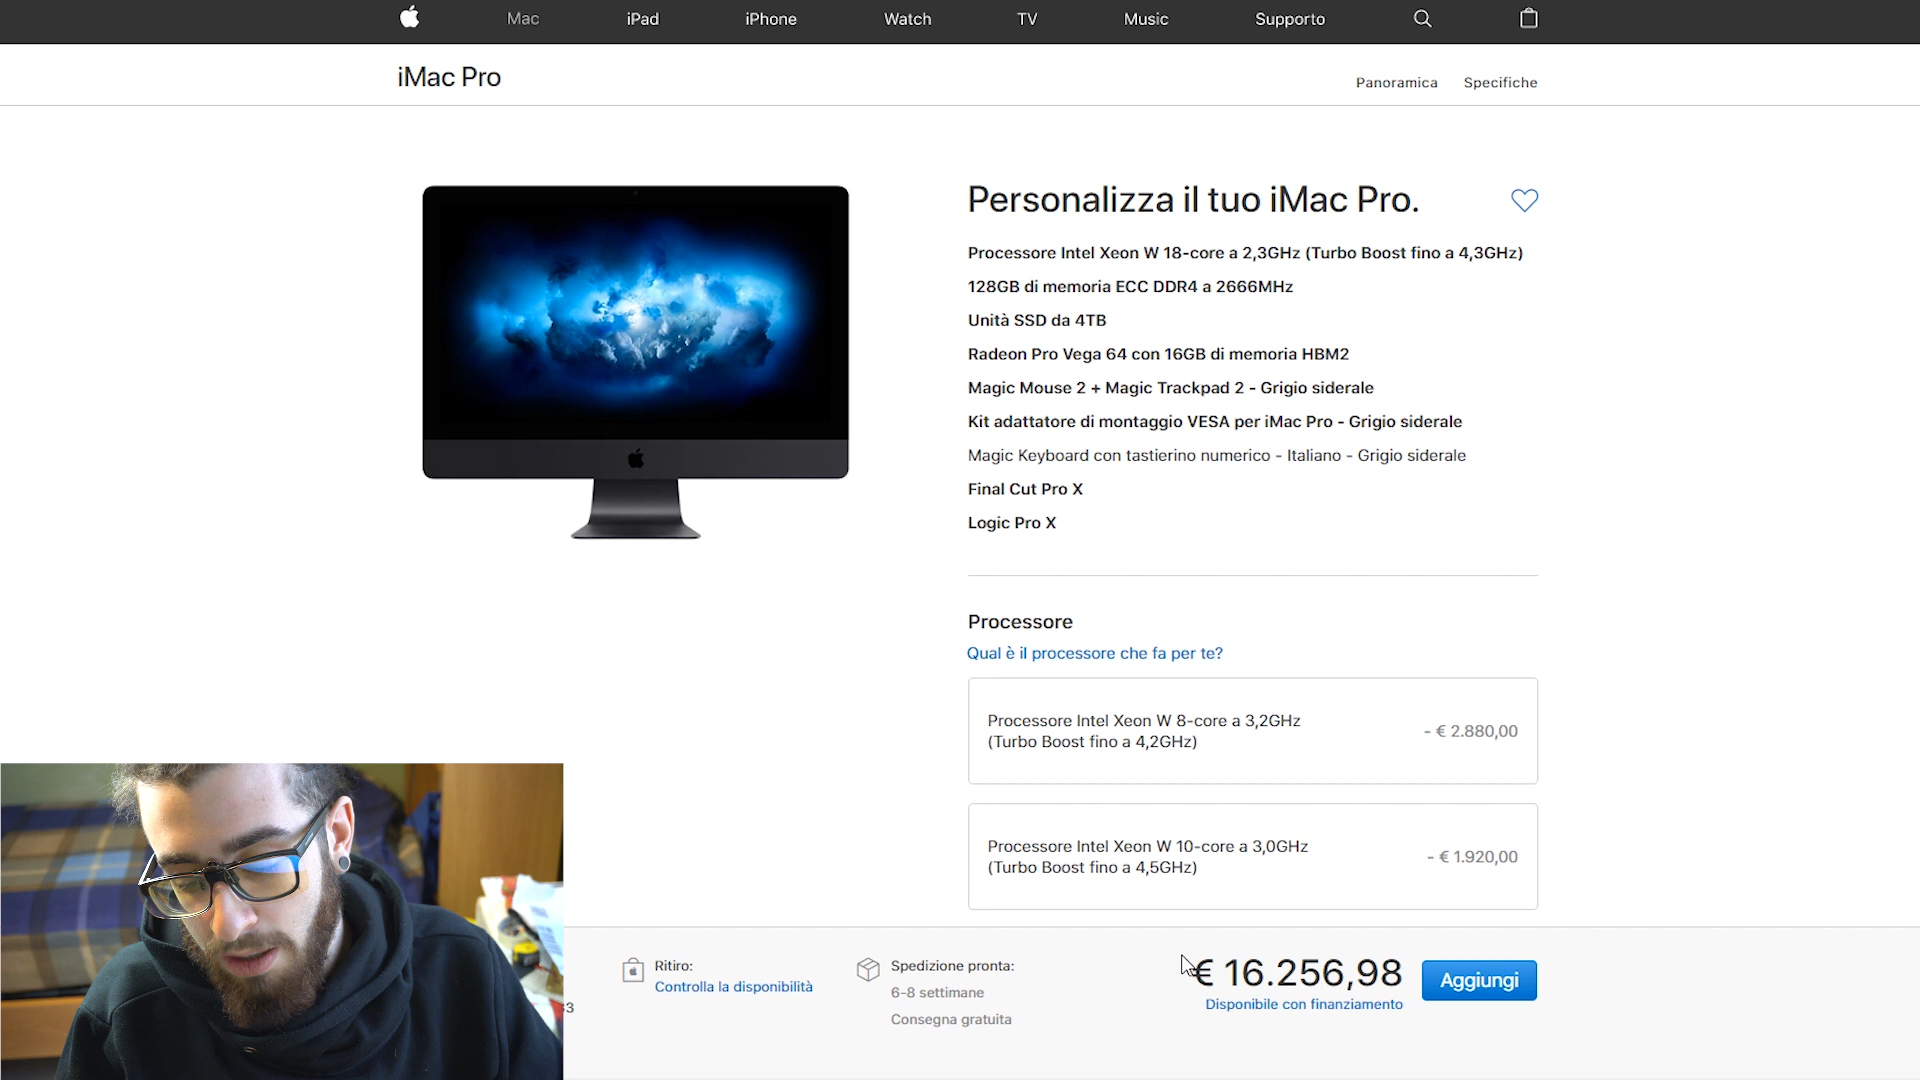 Mac
iPad
iPhone
Watch
TV
Music
Supporto
iMac Pro
Panoramica
Specifiche
Personalizza il tuo iMac Pro.
Processore Intel Xeon W 18-core a 2,3GHz (Turbo Boost fino a 4,3GHz)
128GB di memoria ECC DDR4 a 2666MHz
Unità SSD da 4TB
Radeon Pro Vega 64 con 16GB di memoria HBM2
Magic Mouse 2 + Magic Trackpad 2 - Grigio siderale
Kit adattatore di montaggio VESA per iMac Pro - Grigio siderale
Magic Keyboard con tastierino numerico - Italiano - Grigio siderale
Final Cut Pro X
Logic Pro X
Processore
Qual è il processore che fa per te?
Processore Intel Xeon W 8-core a 3,2GHz
(Turbo Boost fino a 4,2GHz)
- € 2.880,00
Processore Intel Xeon W 10-core a 3,0GHz
(Turbo Boost fino a 4,5GHz)
- € 1.920,00
Ritiro:
Controlla la disponibilità
Spedizione pronta:
6-8 settimane
Consegna gratuita
€ 16.256,98
Disponibile con finanziamento
Aggiungi